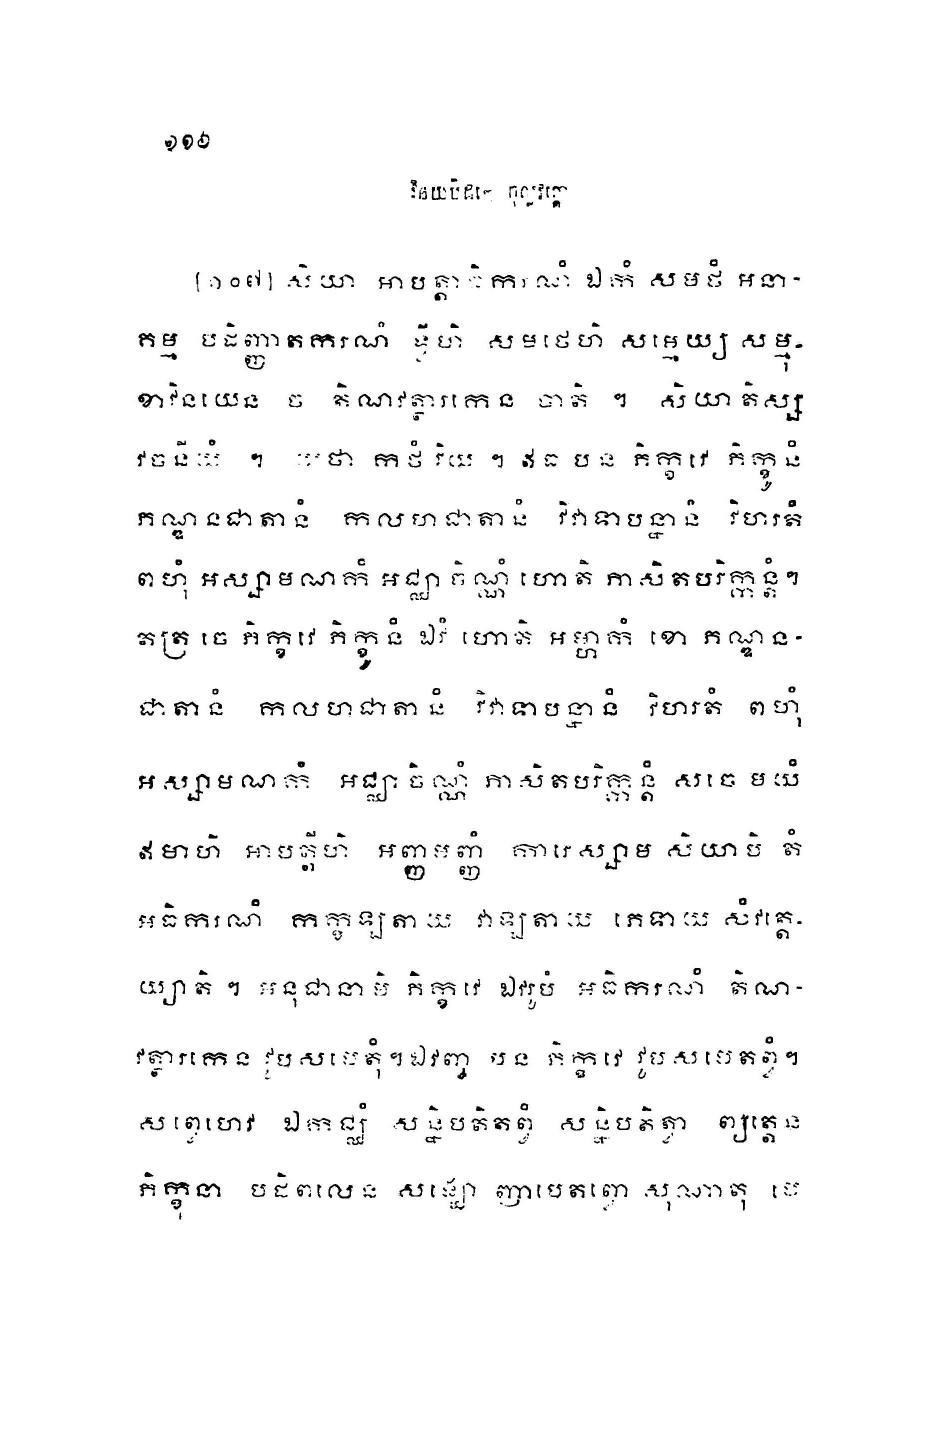 ១១៦
វិនយបិដកេ ចុល្លវគ្គោ
[១០៧] សិយា អាបត្តាធិករណំ ឯកំ សមថំ អនា-
គម្ម បដិញ្ញាតករណំ ទ្វីហិ សមថេហិ សម្មេយ្យ សម្មុ-
ខាវិនយេន ច តិណវត្ថារកេន ចាតិ ។ សិយាតិស្ស
វចនីយំ ។ យថា កថំ វិយ ។ ឥធ បន ភិក្ខវេ ភិក្ខូនំ
ភណ្ឌនជាតានំ កលហជាតានំ វិវាទាបន្នានំ វិហរតំ
ពហុំ អស្សាមណកំ អជ្ឈាចិណ្ណំ ហោតិ ភាសិតបរិក្កន្តំ។
តត្រ ចេ ភិក្ខវេ ភិក្ខូនំ ឯវំ ហោតិ អម្ហាកំ ខោ ភណ្ឌន-
ជាតានំ កលហជាតានំ វិវាទាបន្នានំ វិហរតំ ពហុំ
អស្សាមណកំ អជ្ឈាចិណ្ណំ ភាសិតបរិក្កន្តំ សចេ មយំ
ឥមាហិ អាបត្តីហិ អញ្ញមញ្ញំ ការេស្សាម សិយាបិ តំ
អធិករណំ កក្ខឡ្យតាយ វាឡ្យតាយ ភេទាយ សំវត្តេ-
យ្យាតិ ។ អនុជានាមិ ភិក្ខវេ ឯវរូបំ អធិករណំ តិណ-
វត្ថារកេន វូបសមេតុំ។ ឯវញ្ច បន ភិក្ខវេ វូបសមេតព្វំ។
សព្វេហេវ ឯកជ្ឈំ សន្និបតិតព្វំ សន្និបតិត្វា ព្យត្តេន
ភិក្ខុនា បដិពលេន សង្ឃោ ញាបេតព្វោ សុណាតុ មេ